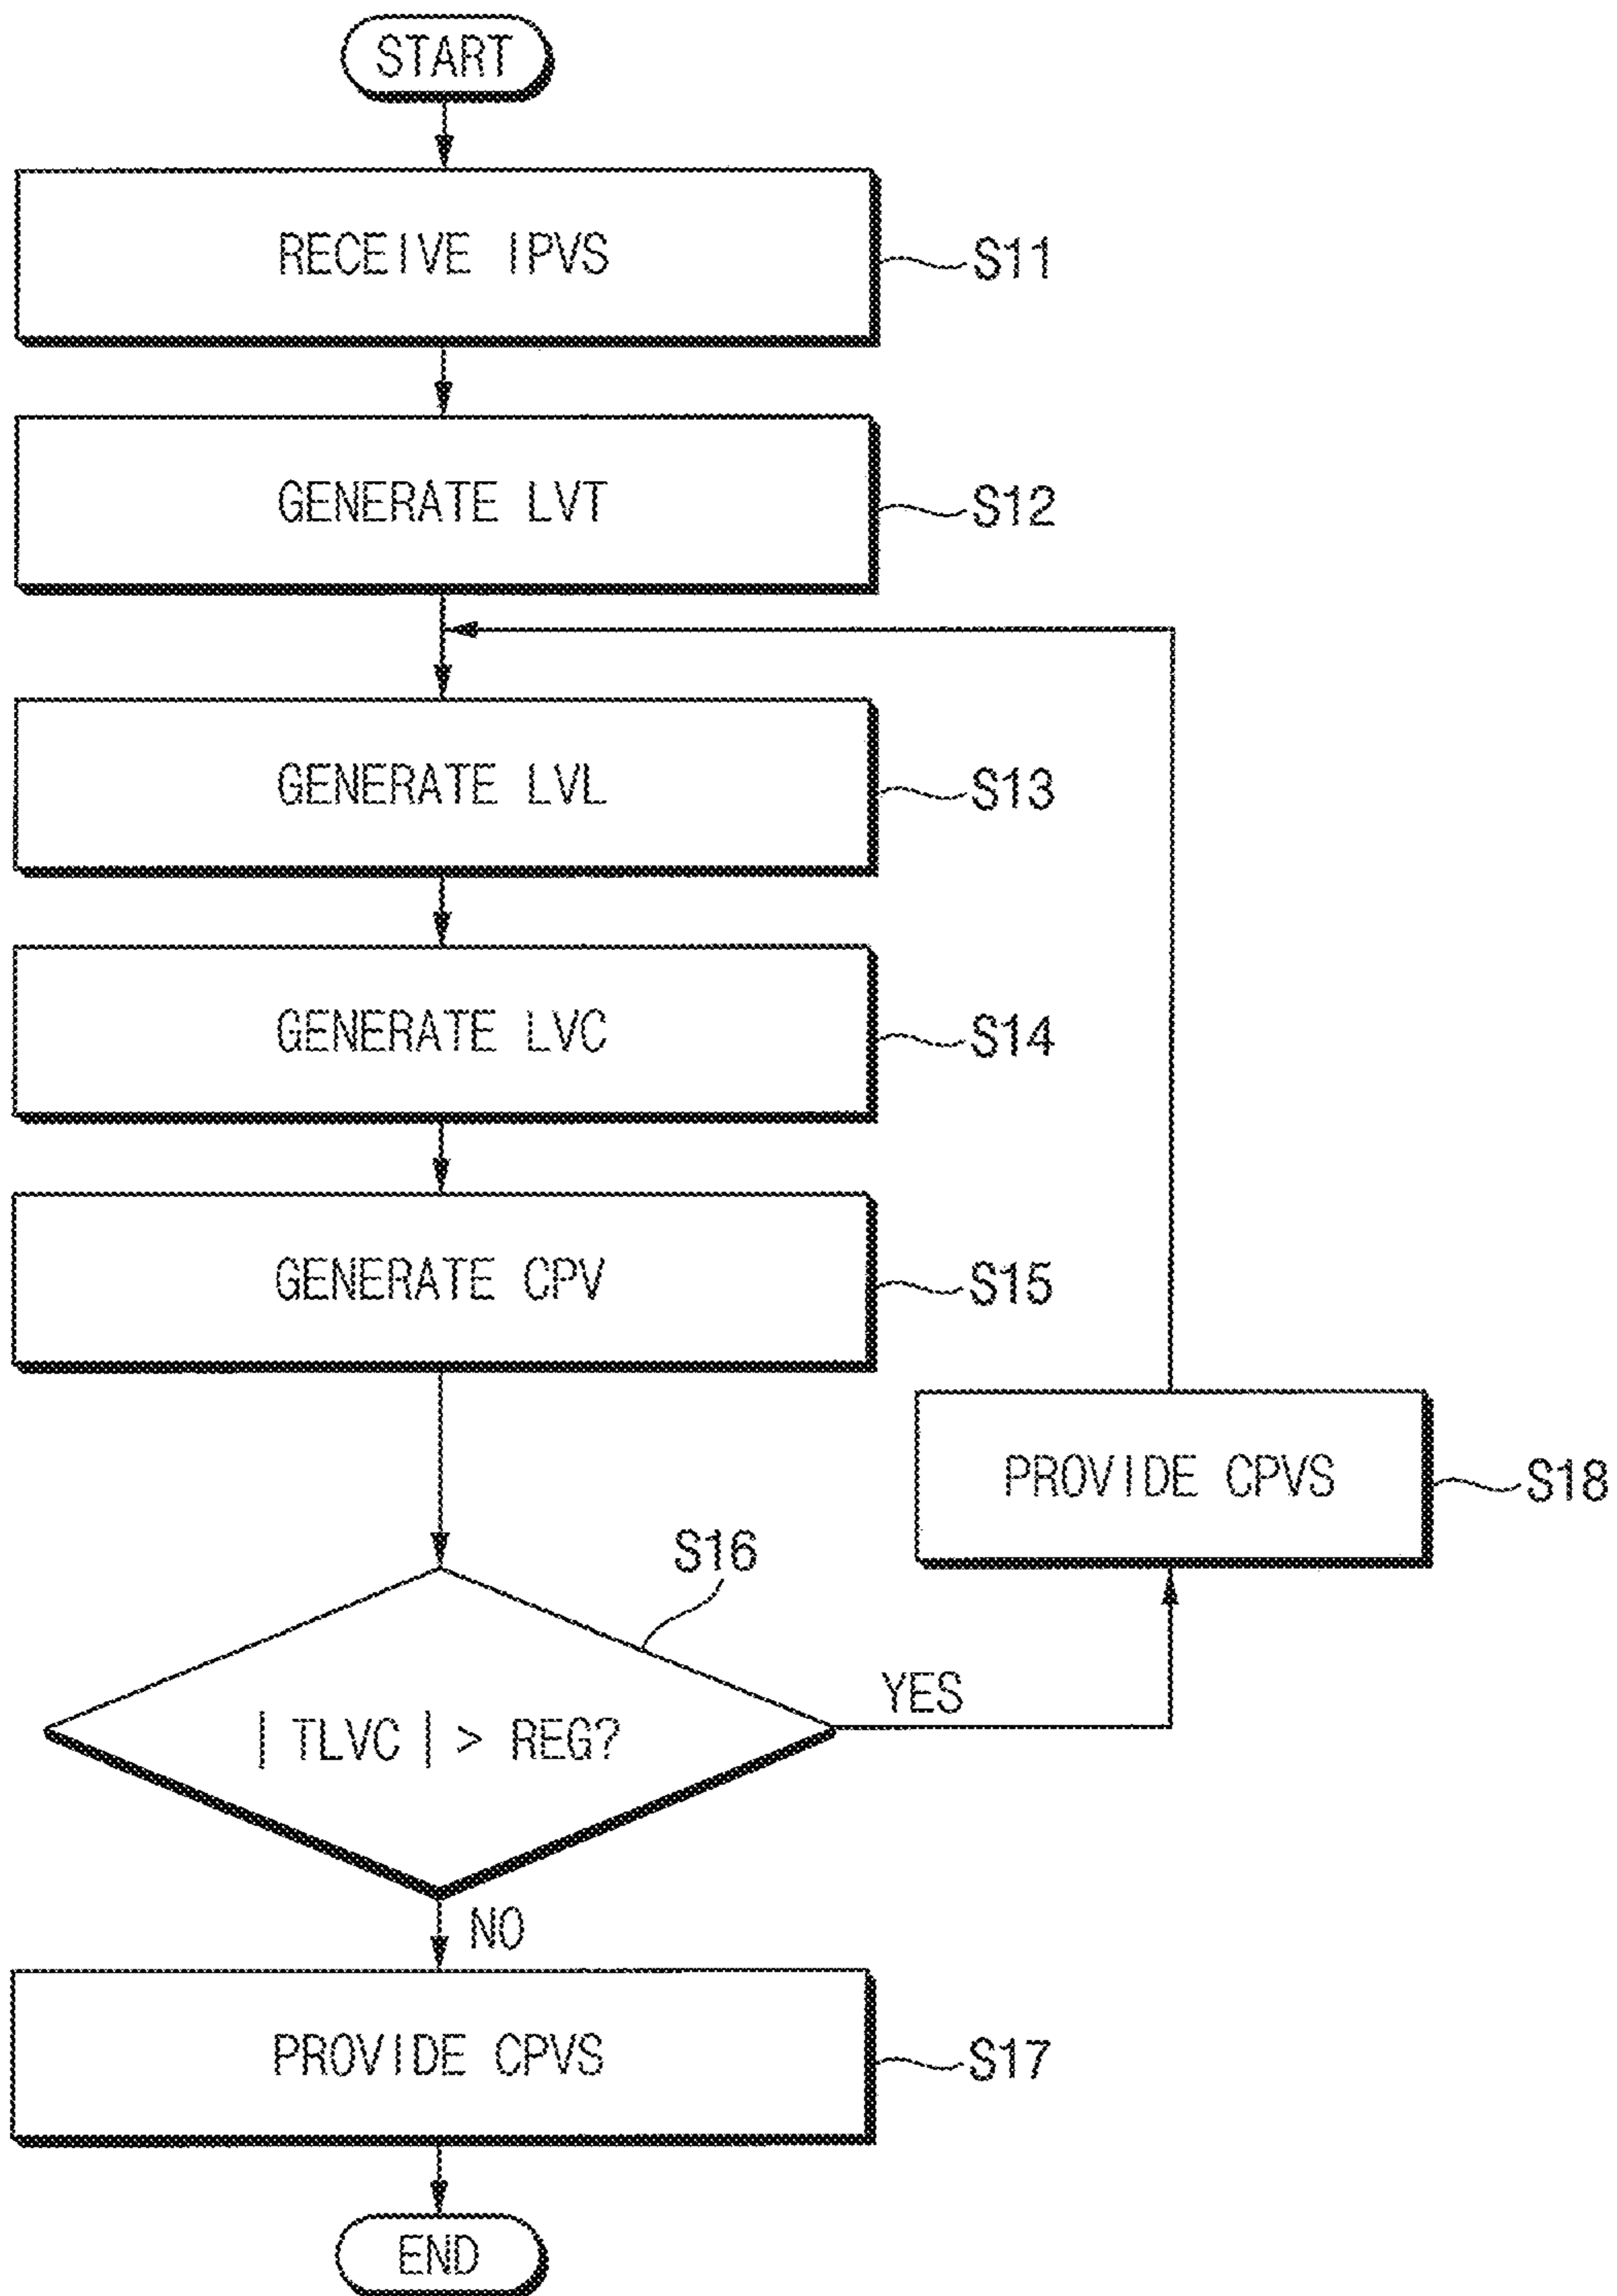 START
RECEIVE IPVS
S11
GENERATE LVT
S12
GENERATE LVL
S13
GENERATE LVC
S14
GENERATE CPV
S15
PROVIDE CPVS
S18
S16
| TLVC | > REG?
YES
NO
PROVIDE CPVS
S17
END